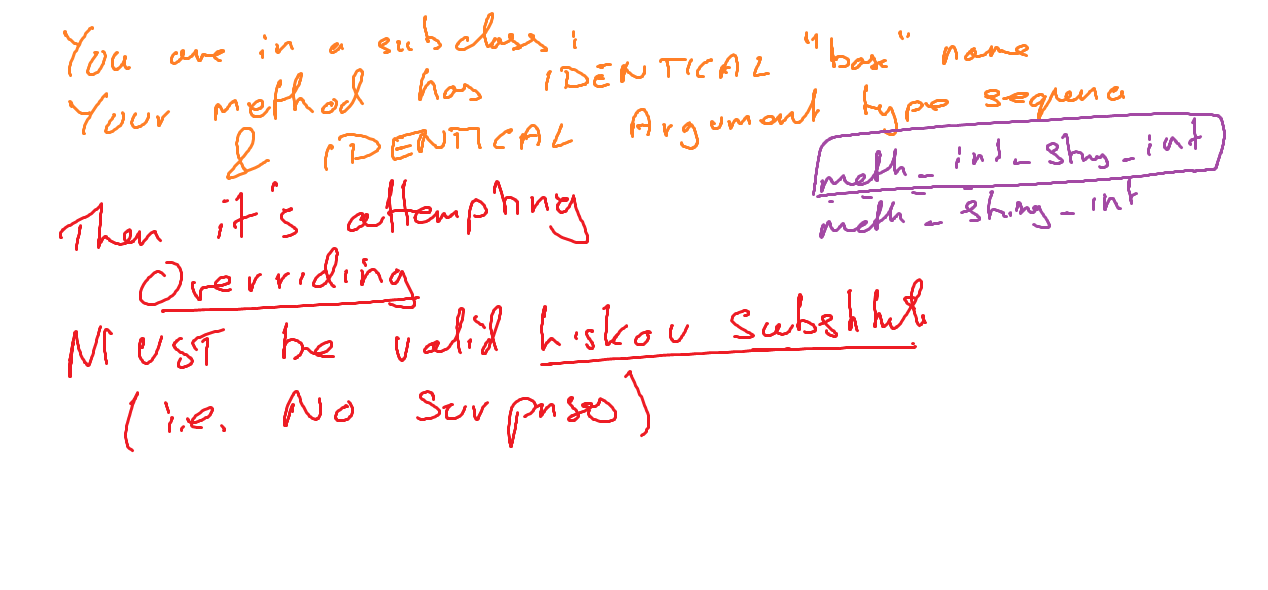 You are in a subclass:
Your method has IDENTICAL "base" name
& IDENTICAL Argument type sequence
meth_int_string_int
meth_string_int
Then it's attempting
Overriding
MUST be valid Liskov substitute
(i.e. No surprises)